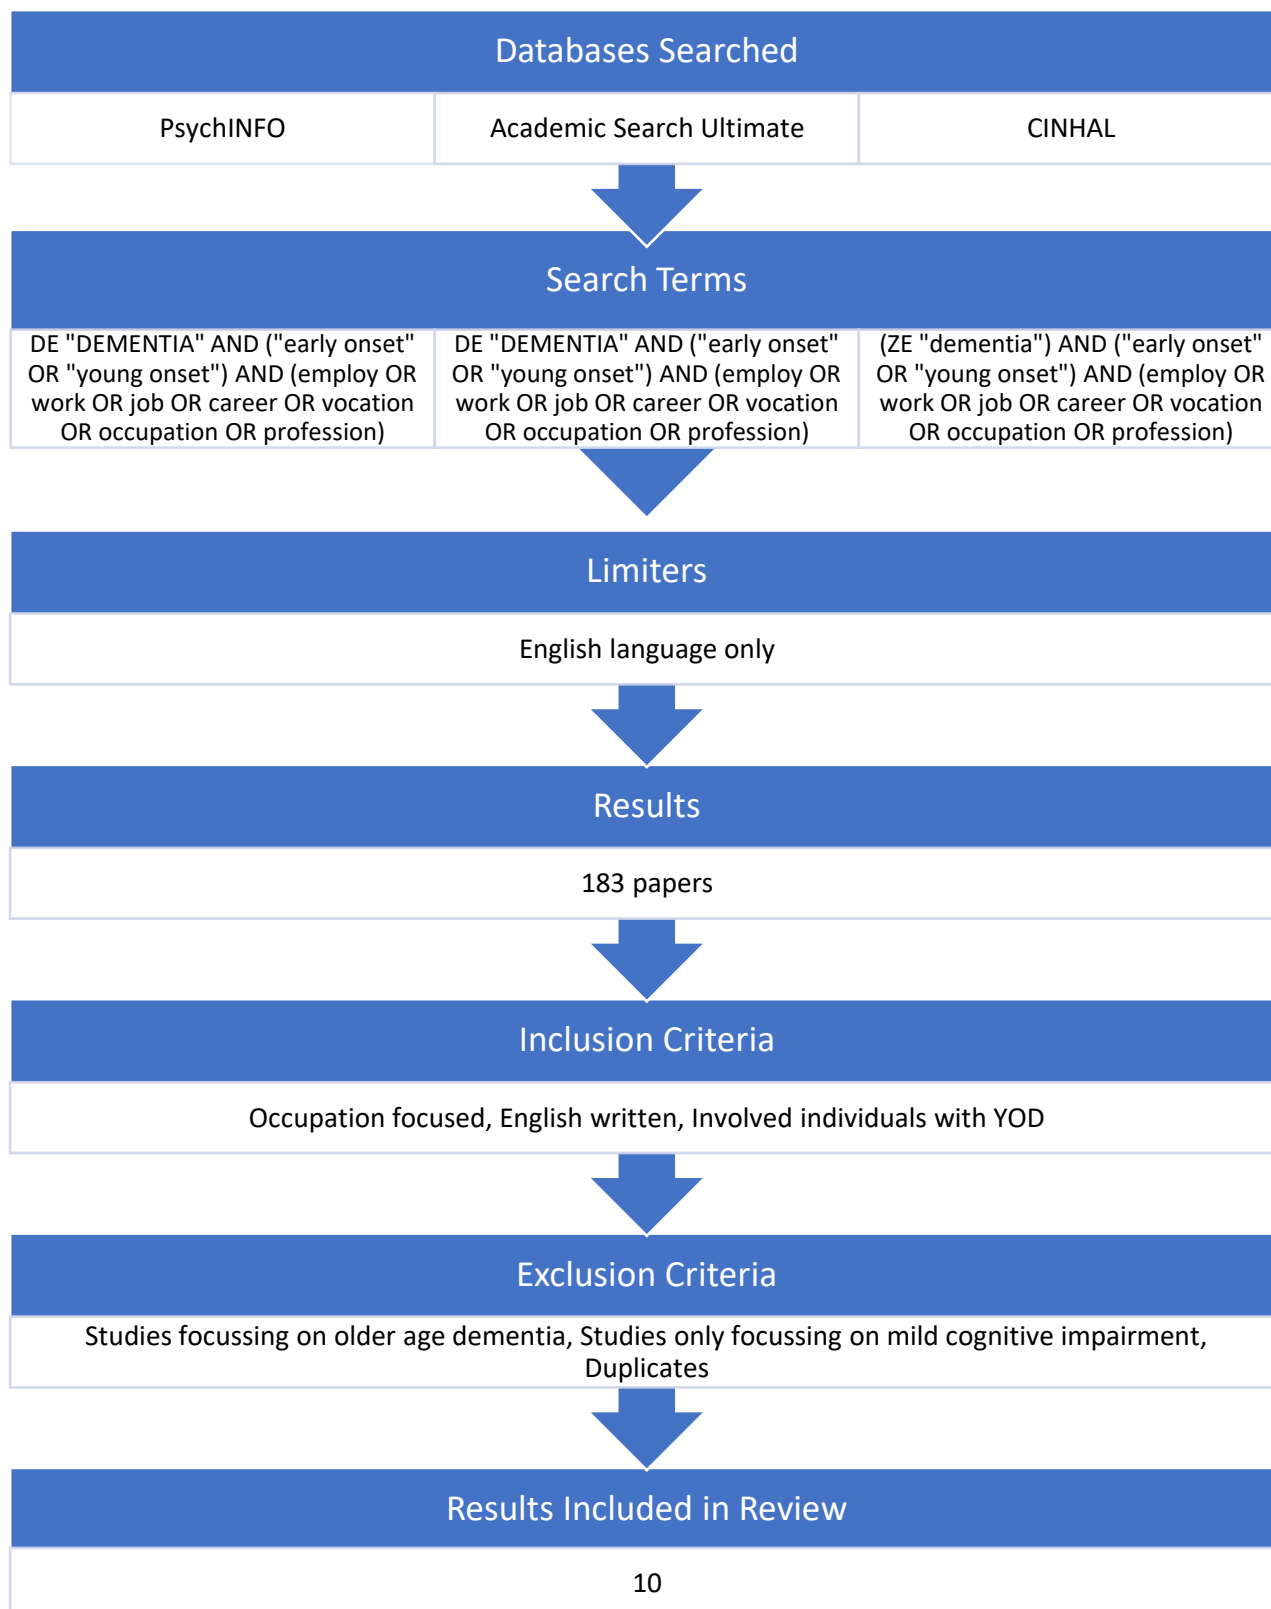 Databases Searched
PsychINFO
Academic Search Ultimate
CINHAL
Search Terms
DE "DEMENTIA" AND ("early onset"
OR "young onset") AND (employ OR
work OR job OR career OR vocation
OR occupation OR profession)
DE "DEMENTIA" AND ("early onset"
OR "young onset") AND (employ OR
work OR job OR career OR vocation
OR occupation OR profession)
(ZE "dementia") AND ("early onset"
OR "young onset") AND (employ OR
work OR job OR career OR vocation
OR occupation OR profession)
Limiters
English language only
Results
183 papers
Inclusion Criteria
Occupation focused, English written, Involved individuals with YOD
Exclusion Criteria
Studies focussing on older age dementia, Studies only focussing on mild cognitive impairment,
Duplicates
Results Included in Review
10